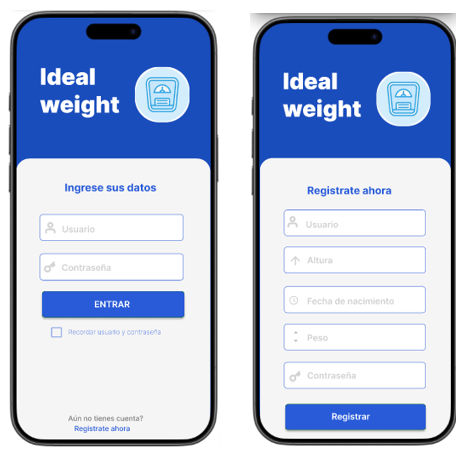 Ideal
weight
Ingrese sus datos
Usuario
Contraseña
ENTRAR
Recordar usuario y contraseña
Aún no tienes cuenta?
Registrate ahora
Ideal
weight
Registrate ahora
Usuario
Altura
Fecha de nacimiento
Peso
Contraseña
Registrar